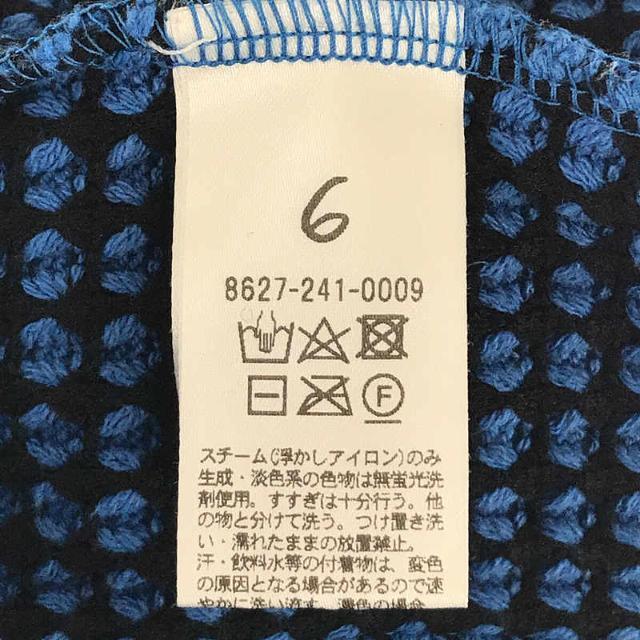 6
8627-241-0009
F
スチーム(浮かしアイロン)のみ
生成・淡色系の色物は無蛍光洗
剤使用。すすぎは十分行う。他
の物と分けて洗う。つけ置き洗
い・濡れたままの放置禁止。
汗・飲料水等の付着物は、変色
の原因となる場合があるので速
やかに洗い流す。濃色の場合